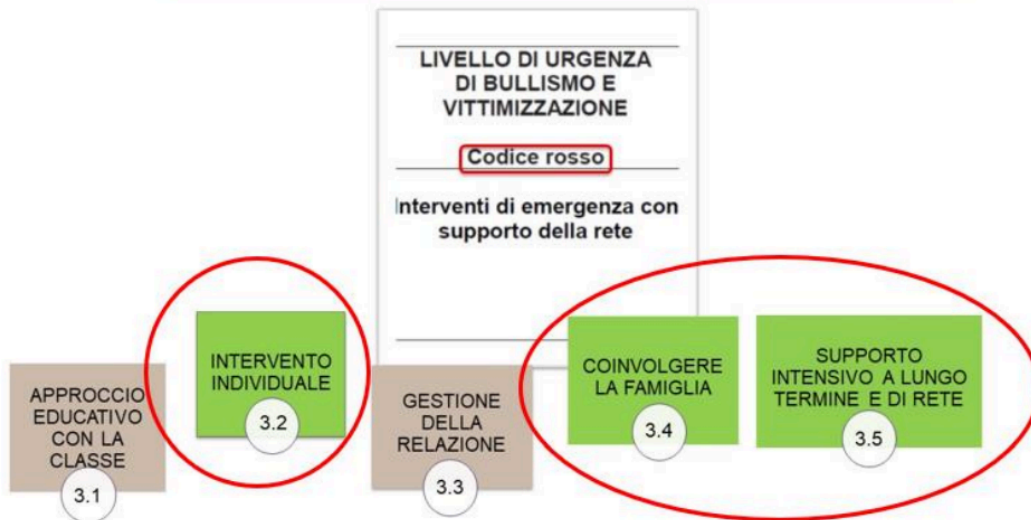 LIVELLO DI URGENZA
DI BULLISMO E
VITTIMIZZAZIONE
Codice rosso
Interventi di emergenza con
supporto della rete
APPROCCIO
EDUCATIVO
CON LA
CLASSE
3.1
INTERVENTO
INDIVIDUALE
3.2
GESTIONE
DELLA
RELAZIONE
3.3
COINVOLGERE
LA FAMIGLIA
3.4
SUPPORTO
INTENSIVO A LUNGO
TERMINE E DI RETE
3.5